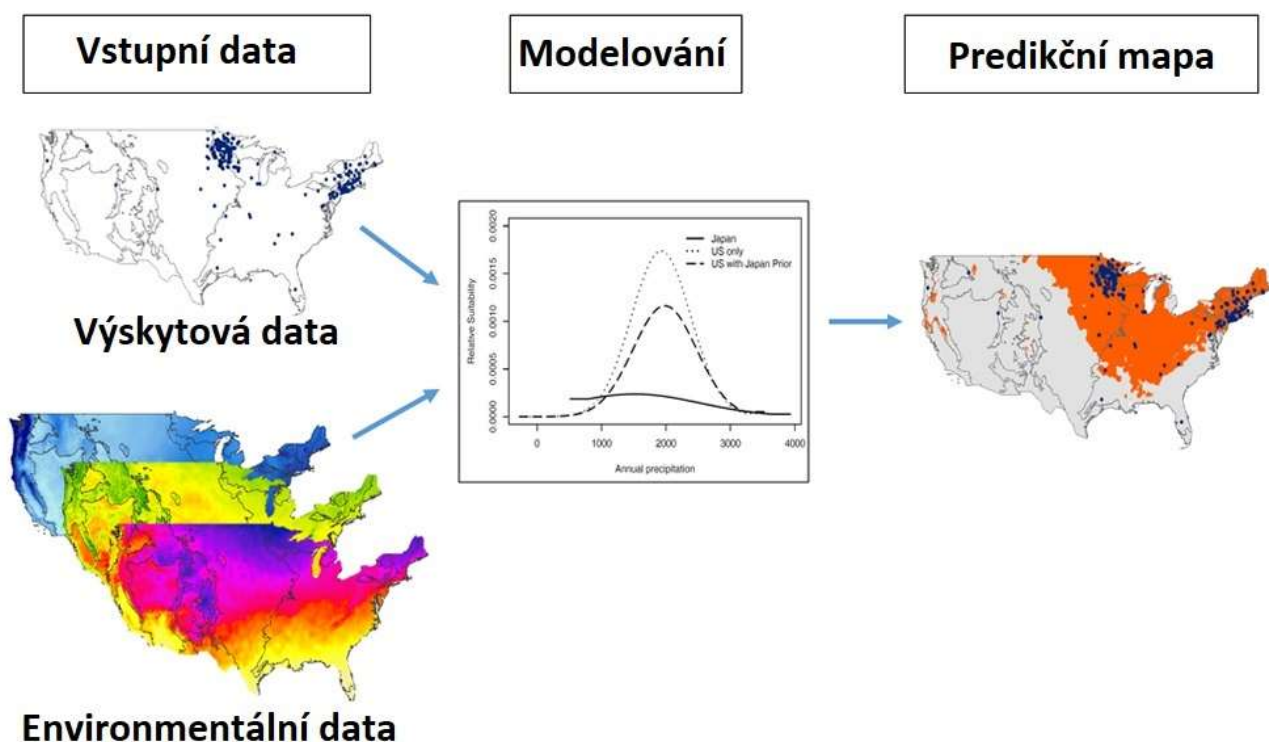 Vstupní data
Modelování
Predikční mapa
Výskytová data
Environmentální data
Relative Suitability
0.0020
0.0015
0.0010
0.0005
0.0000
Japan
US only
US with Japan Prior
0 1000 2000 3000 4000
Annual precipitation